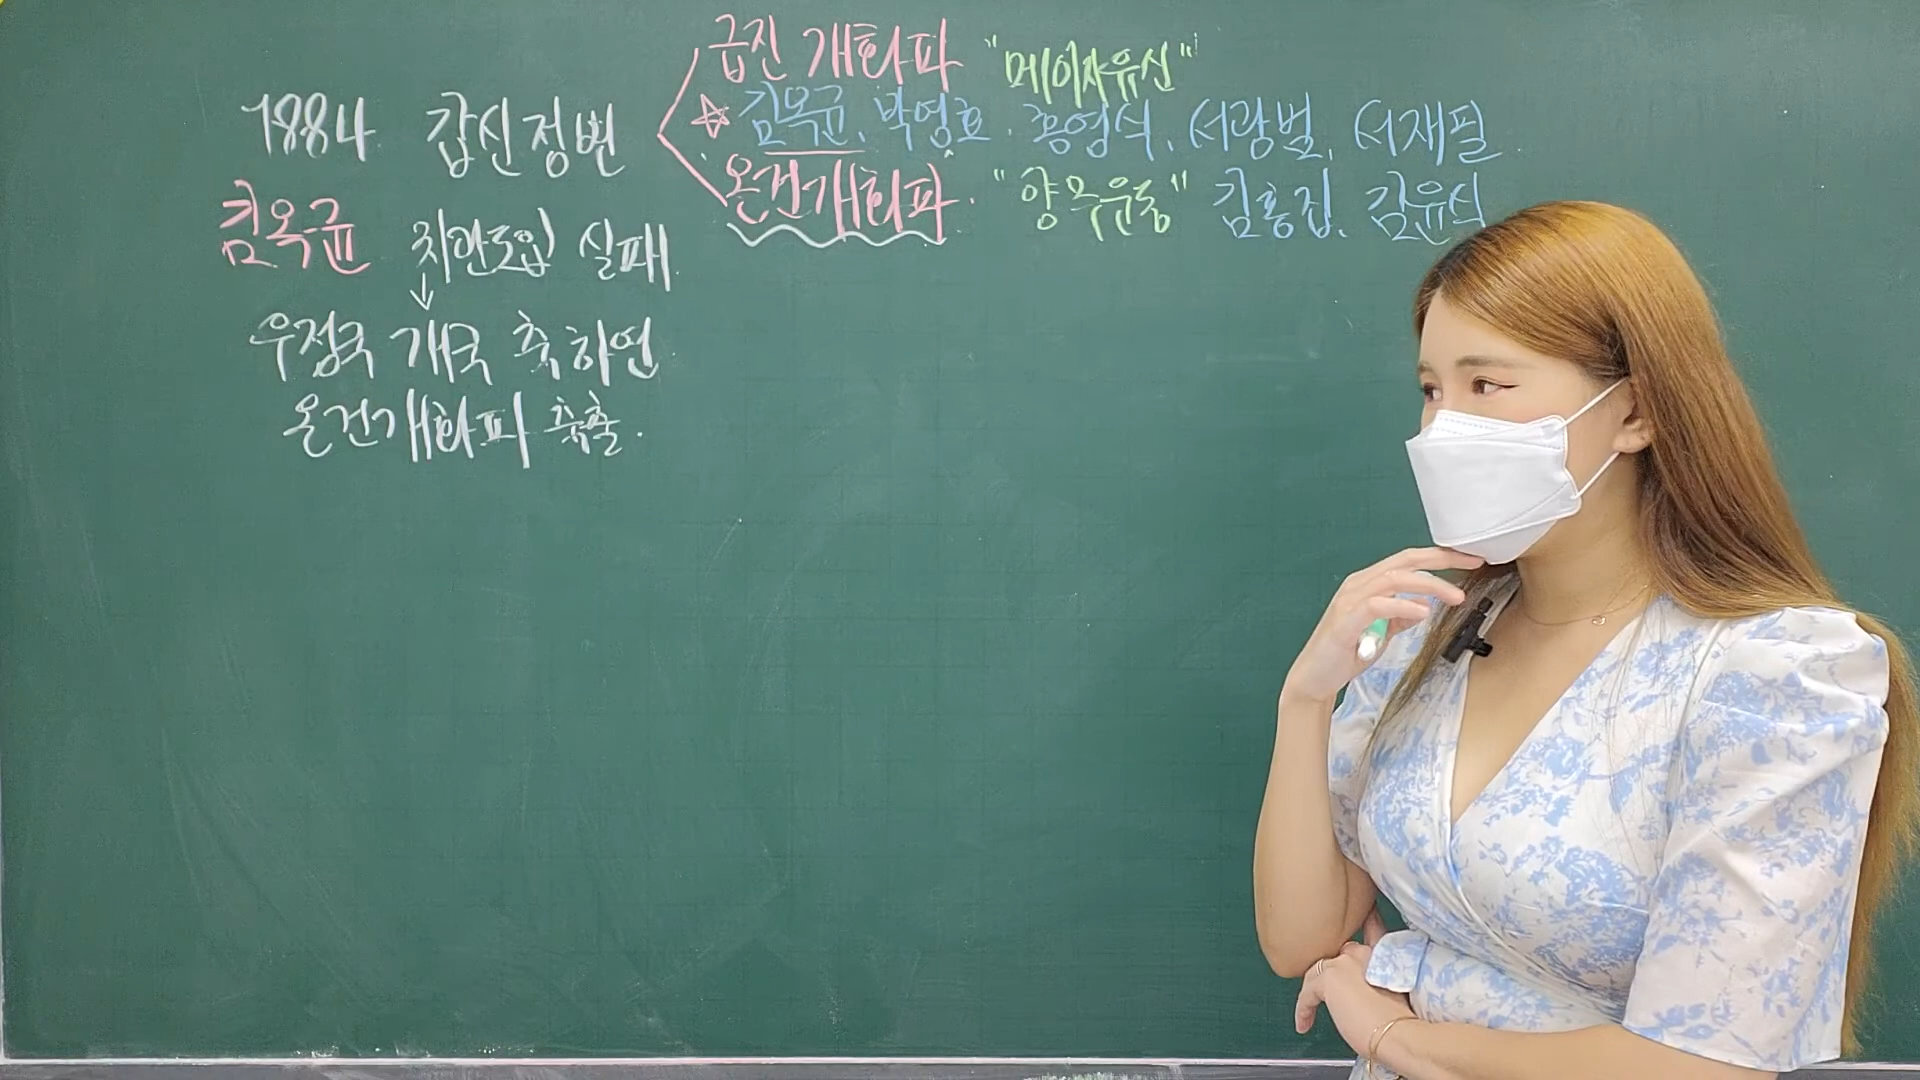 1884 갑신정변
급진 개화파 "메이지유신"
☆ 김옥균, 박영효, 홍영식, 서광범, 서재필
온건개화파. "양무운동" 김홍집, 김윤식
김옥균 차관도입 실패
↓
우정국 개국 축하연
온건개화파 축출.